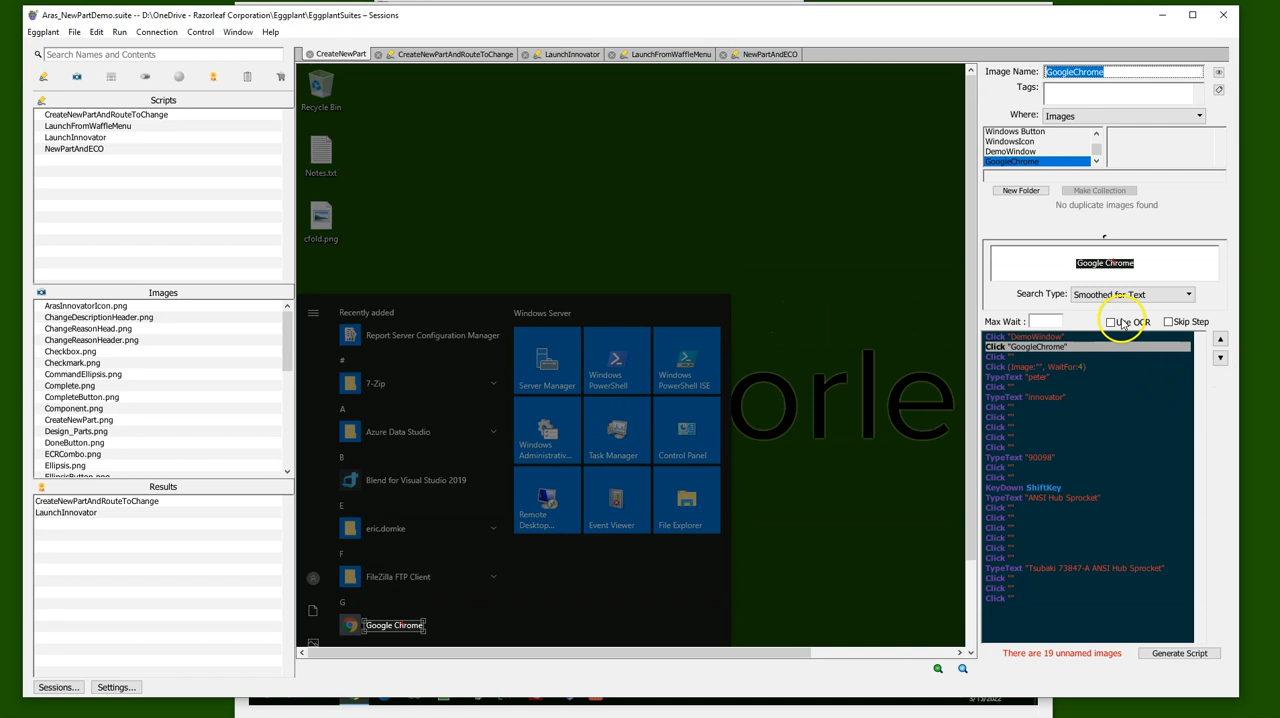 Aras_NewPartDemo.suite -- D:\OneDrive - Razorleaf Corporation\Eggplant\EggplantSuites – Sessions
Eggplant File Edit Run Connection Control Window Help
Search Names and Contents
Scripts
CreateNewPartAndRouteToChange
LaunchFromWaffleMenu
LaunchInnovator
NewPartAndECO
Images
ArasInnovatorIcon.png
ChangeDescriptionHeader.png
ChangeReasonHead.png
ChangeReasonHeader.png
Checkbox.png
Checkmark.png
CommandEllipsis.png
Complete.png
CompleteButton.png
Component.png
CreateNewPart.png
Design_Parts.png
DoneButton.png
ECRCombo.png
Ellipsis.png
EllipsisButton.png
Results
CreateNewPartAndRouteToChange
LaunchInnovator
Sessions... Settings...
CreateNewPart CreateNewPartAndRouteToChange LaunchInnovator LaunchFromWaffleMenu NewPartAndECO
Recycle Bin
Notes.txt
cfold.png
orle
Recently added
Report Server Configuration Manager
#
7-Zip
A
Azure Data Studio
B
Blend for Visual Studio 2019
E
eric.domke
F
FileZilla FTP Client
G
Google Chrome
Windows Server
Server Manager
Windows PowerShell
Windows PowerShell ISE
Windows Administrativ...
Task Manager
Control Panel
Remote Desktop...
Event Viewer
File Explorer
Image Name: GoogleChrome
Tags:
Where: Images
Windows Button
WindowsIcon
DemoWindow
GoogleChrome
New Folder Make Collection
No duplicate images found
Google Chrome
Search Type: Smoothed for Text
Max Wait : Use OCR Skip Step
Click "DemoWindow"
Click "GoogleChrome"
Click ""
Click (Image:"", WaitFor:4)
TypeText "peter"
Click ""
TypeText "innovator"
Click ""
Click ""
Click ""
Click ""
Click ""
TypeText "90098"
Click ""
Click ""
KeyDown ShiftKey
TypeText "ANSI Hub Sprocket"
Click ""
Click ""
Click ""
Click ""
Click ""
Click ""
TypeText "Tsubaki 73B47-A ANSI Hub Sprocket"
Click ""
Click ""
Click ""
There are 19 unnamed images Generate Script
3/15/2022